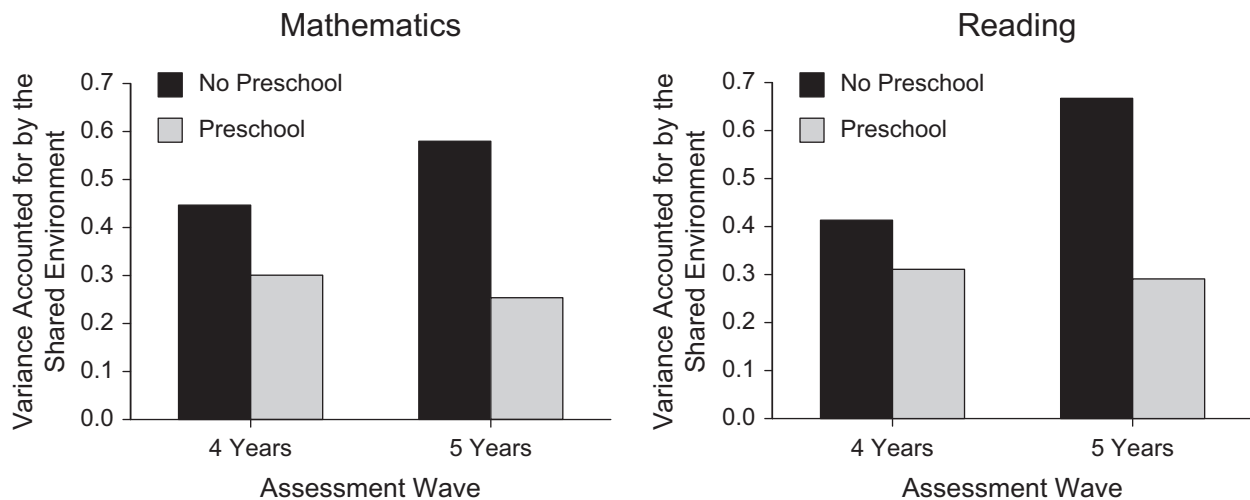 Mathematics
Variance Accounted for by the
Shared Environment
0.7
0.6
0.5
0.4
0.3
0.2
0.1
0.0
No Preschool
Preschool
4 Years
5 Years
Assessment Wave
Reading
Variance Accounted for by the
Shared Environment
0.7
0.6
0.5
0.4
0.3
0.2
0.1
0.0
No Preschool
Preschool
4 Years
5 Years
Assessment Wave